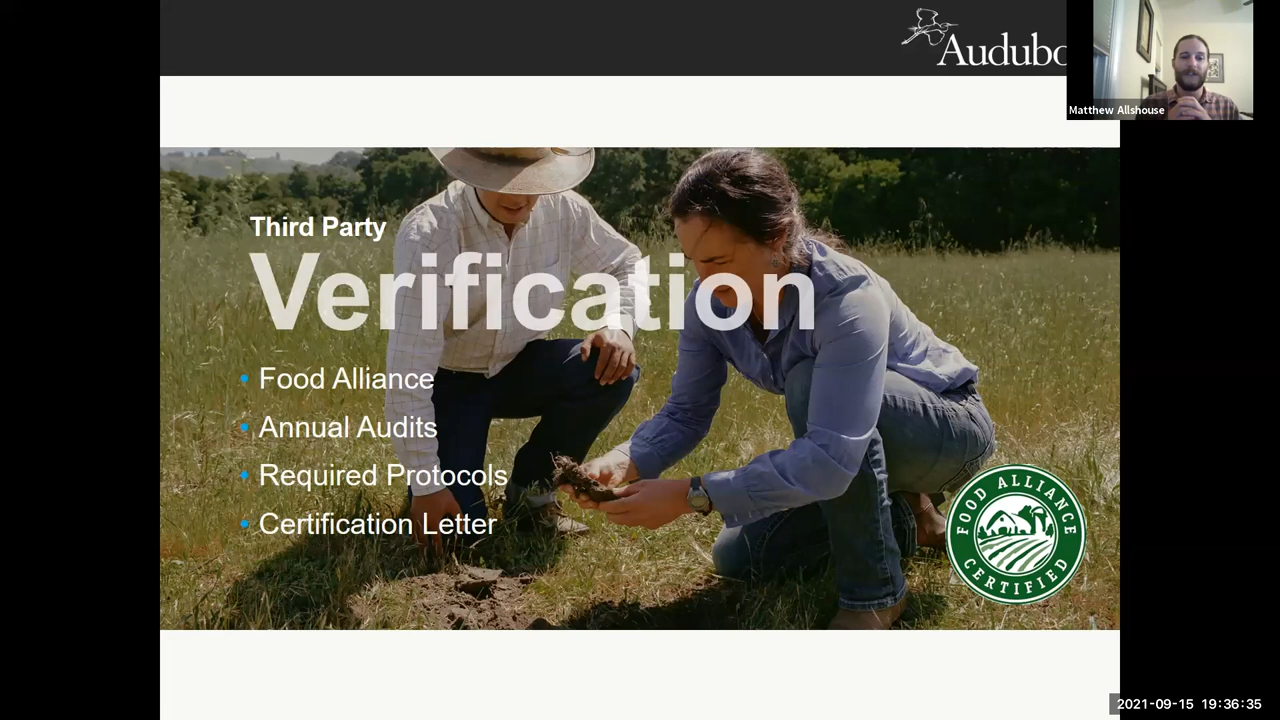 Audubo
Matthew Allshouse
Third Party
Verification
• Food Alliance
• Annual Audits
• Required Protocols
• Certification Letter
FOOD ALLIANCE
CERTIFIED
2021-09-15 19:36:35